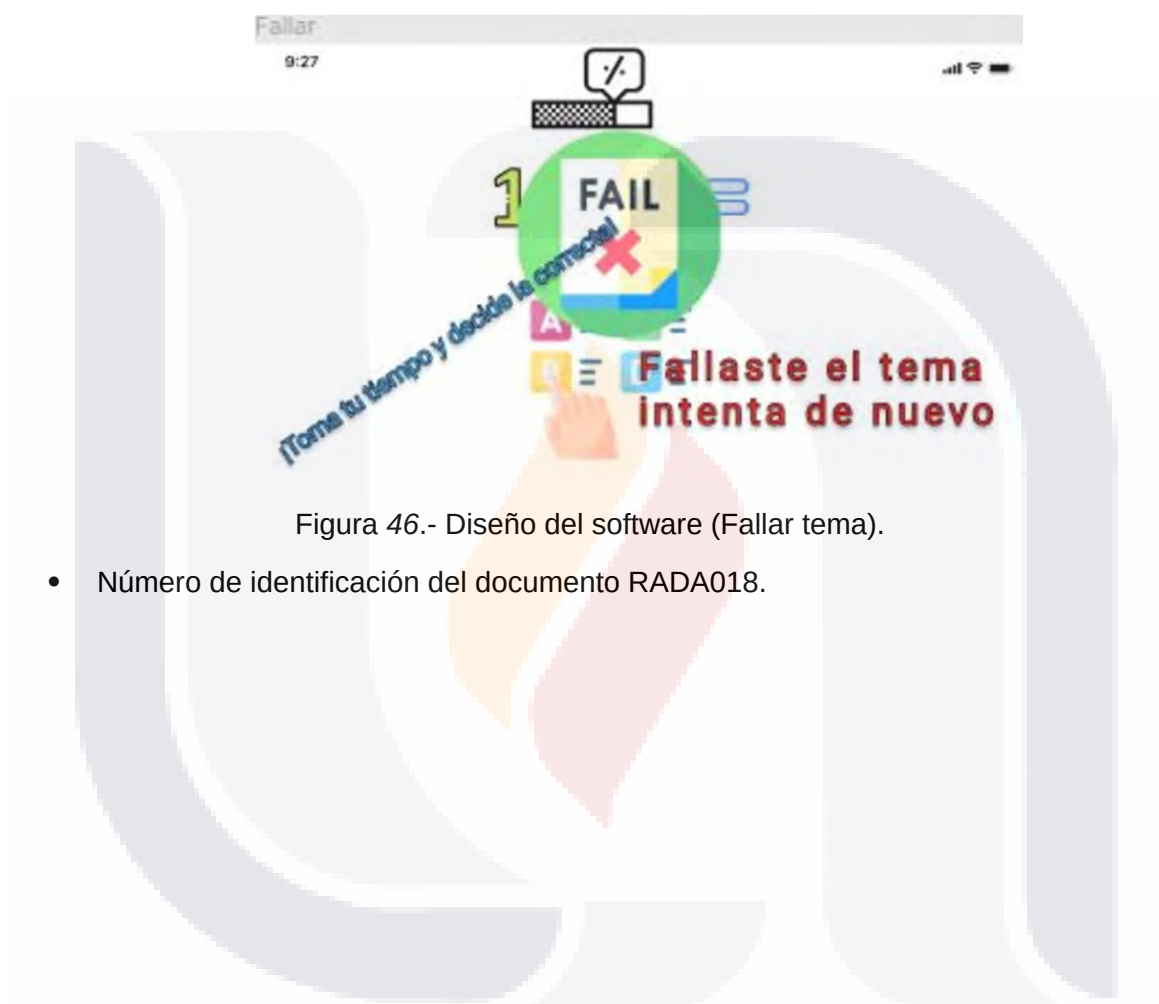 Fallar
9:27
%
1
FAIL
¡Toma tu tiempo y decide la correcta!
A
Fallaste el tema
intenta de nuevo
Figura 46.- Diseño del software (Fallar tema).
• Número de identificación del documento RADA018.